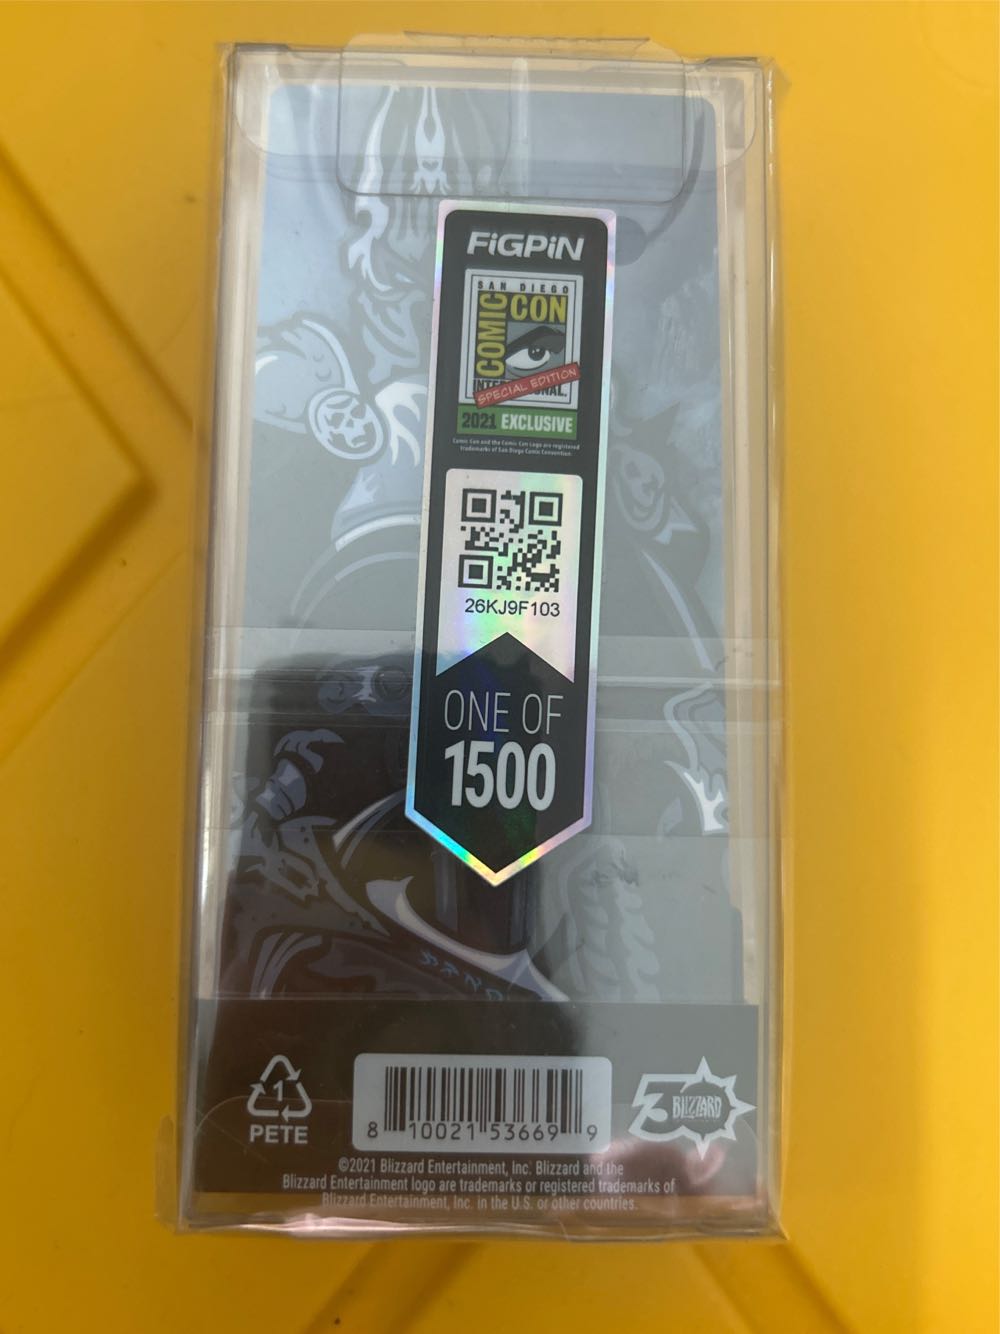 FiGPiN
SAN DIEGO
COMIC CON
INTERNATIONAL.
SPECIAL EDITION
2021 EXCLUSIVE
Comic Con and the Comic Con Logo are registered
trademarks of San Diego Comic Convention.
26KJ9F103
ONE OF
1500
1
PETE
8 10021 53669 9
30
BLIZZARD
©2021 Blizzard Entertainment, Inc. Blizzard and the
Blizzard Entertainment logo are trademarks or registered trademarks of
Blizzard Entertainment, Inc. in the U.S. or other countries.